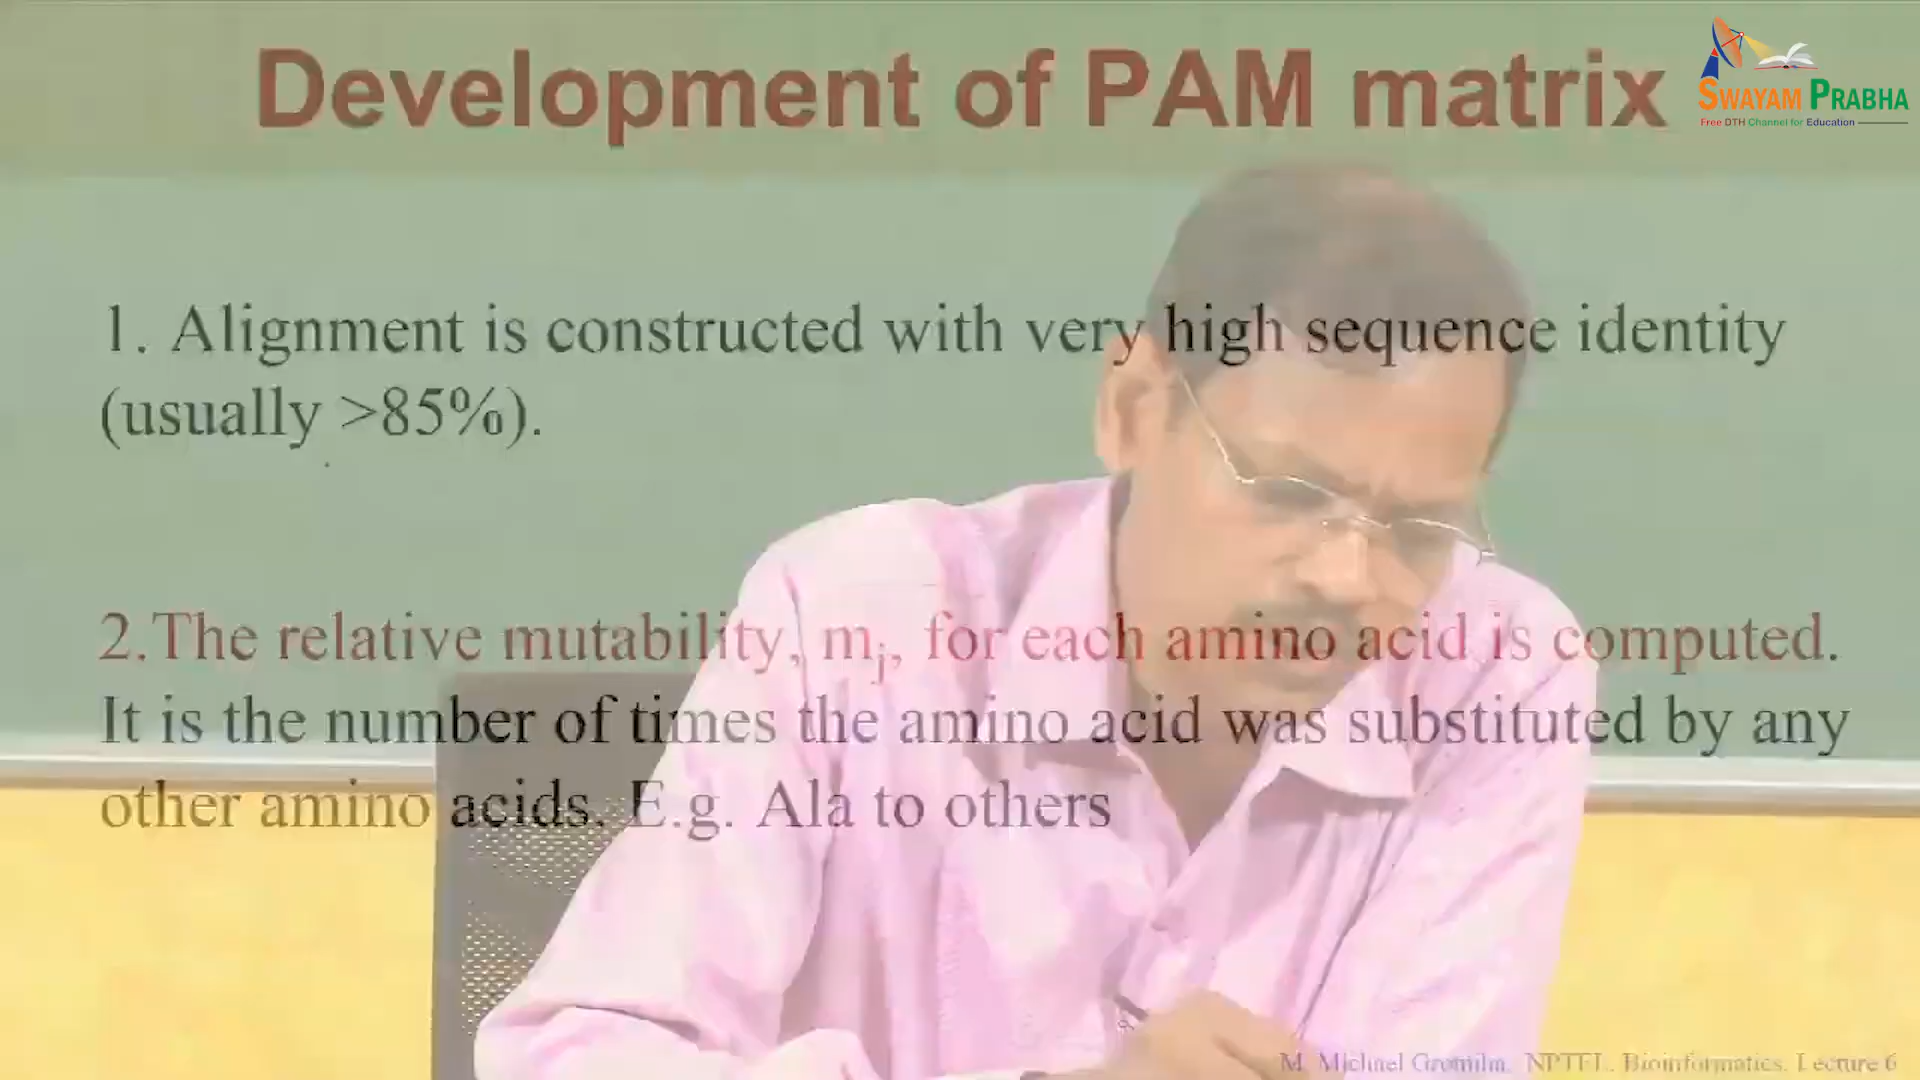 Development of PAM matrix
SWAYAM PRABHA
Free DTH Channel for Education
1. Alignment is constructed with very high sequence identity
(usually >85%).
2.The relative mutability, mj, for each amino acid is computed.
It is the number of times the amino acid was substituted by any
other amino acids. E.g. Ala to others
M. Michael Gromiha, NPTEL, Bioinformatics, Lecture 6